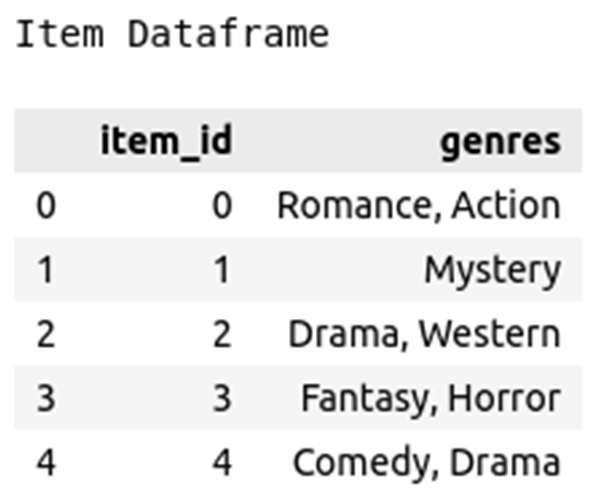 Item Dataframe
item_id genres
0 0 Romance, Action
1 1 Mystery
2 2 Drama, Western
3 3 Fantasy, Horror
4 4 Comedy, Drama